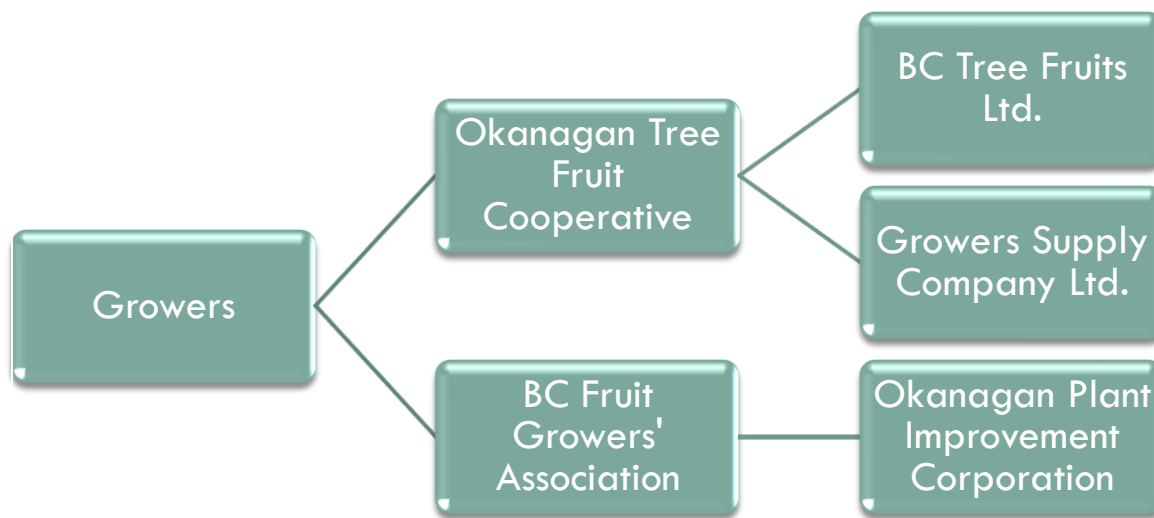 Growers
Okanagan Tree
Fruit
Cooperative
BC Fruit
Growers'
Association
BC Tree Fruits
Ltd.
Growers Supply
Company Ltd.
Okanagan Plant
Improvement
Corporation